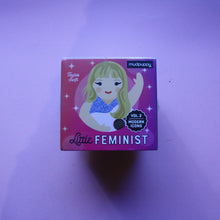 mudpuppy
Taylor
Swift
VOL. 2
MODERN
ICONS
Little
FEMINIST